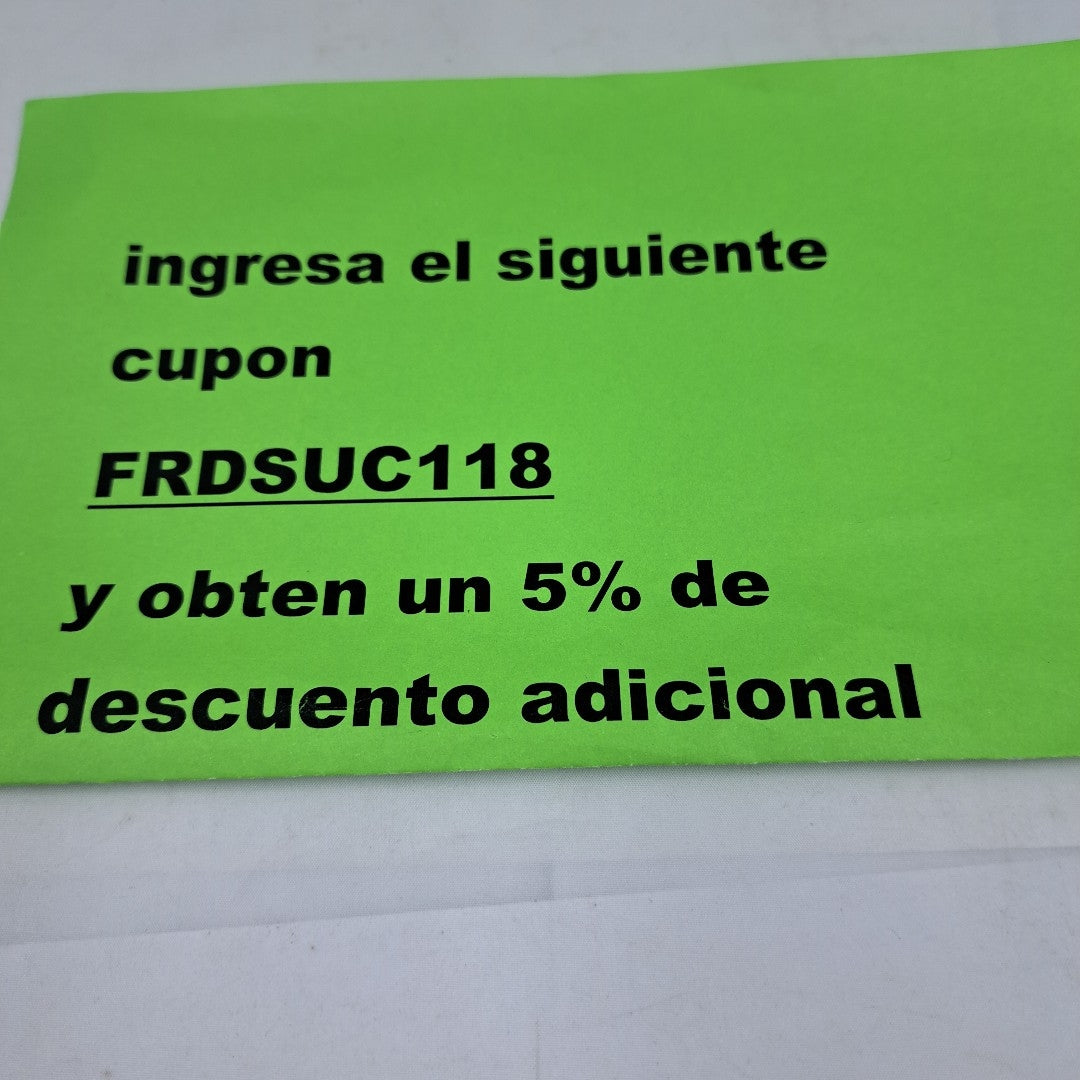 ingresa el siguiente
cupon
FRDSUC118
y obten un 5% de
descuento adicional